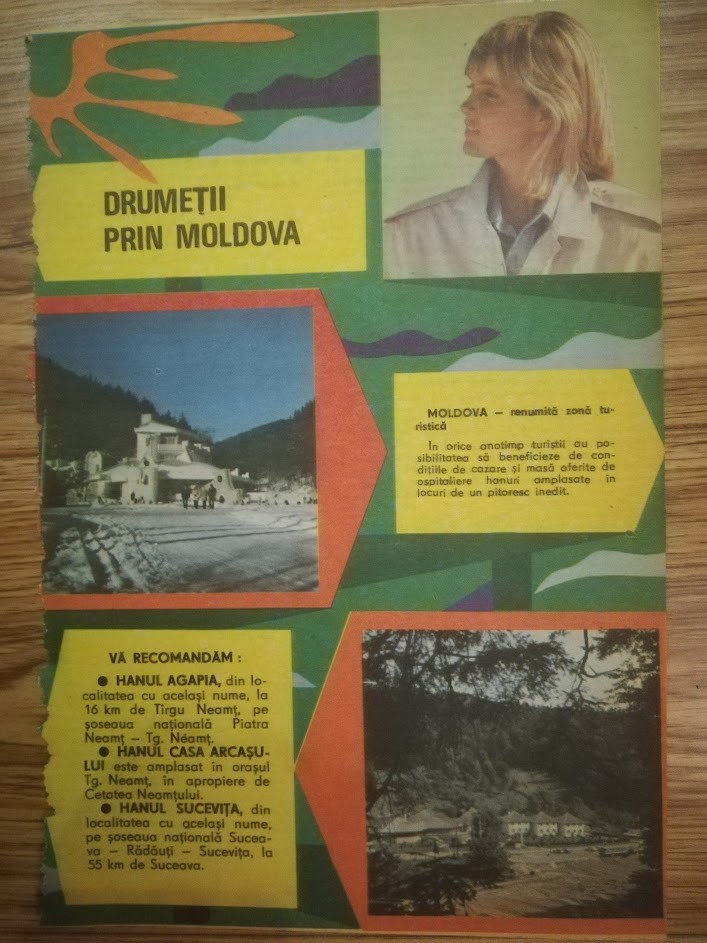 DRUMEȚII
PRIN MOLDOVA
MOLDOVA – renumită zonă tu-
ristică
In orice anotimp turiștii au po-
sibilitatea să beneficieze de con-
dițiile de cazare și masă oferite de
ospitaliere hanuri amplasate în
locuri de un pitoresc inedit.
VĂ RECOMANDĂM :
● HANUL AGAPIA, din lo-
calitatea cu același nume, la
16 km de Tîrgu Neamț, pe
șoseaua națională Piatra
Neamț – Tg. Neamț.
● HANUL CASA ARCAȘU-
LUI este amplasat în orașul
Tg. Neamț, în apropiere de
Cetatea Neamțului.
● HANUL SUCEVIȚA, din
localitatea cu același nume,
pe șoseaua națională Sucea-
va – Rădăuți – Sucevița, la
55 km de Suceava.